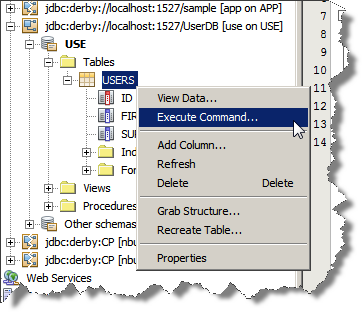 jdbc:derby://localhost:1527/sample [app on APP]
jdbc:derby://localhost:1527/UserDB [use on USE]
USE
Tables
USERS
ID
View Data...
FIR
Execute Command...
SU
Add Column...
Ind
Refresh
For
Delete Delete
Views
Procedures
Grab Structure...
Other schemas
Recreate Table...
jdbc:derby:CP [nbu
jdbc:derby:CP [nb
Properties
Web Services
7
8
9
10
11
12
13
14